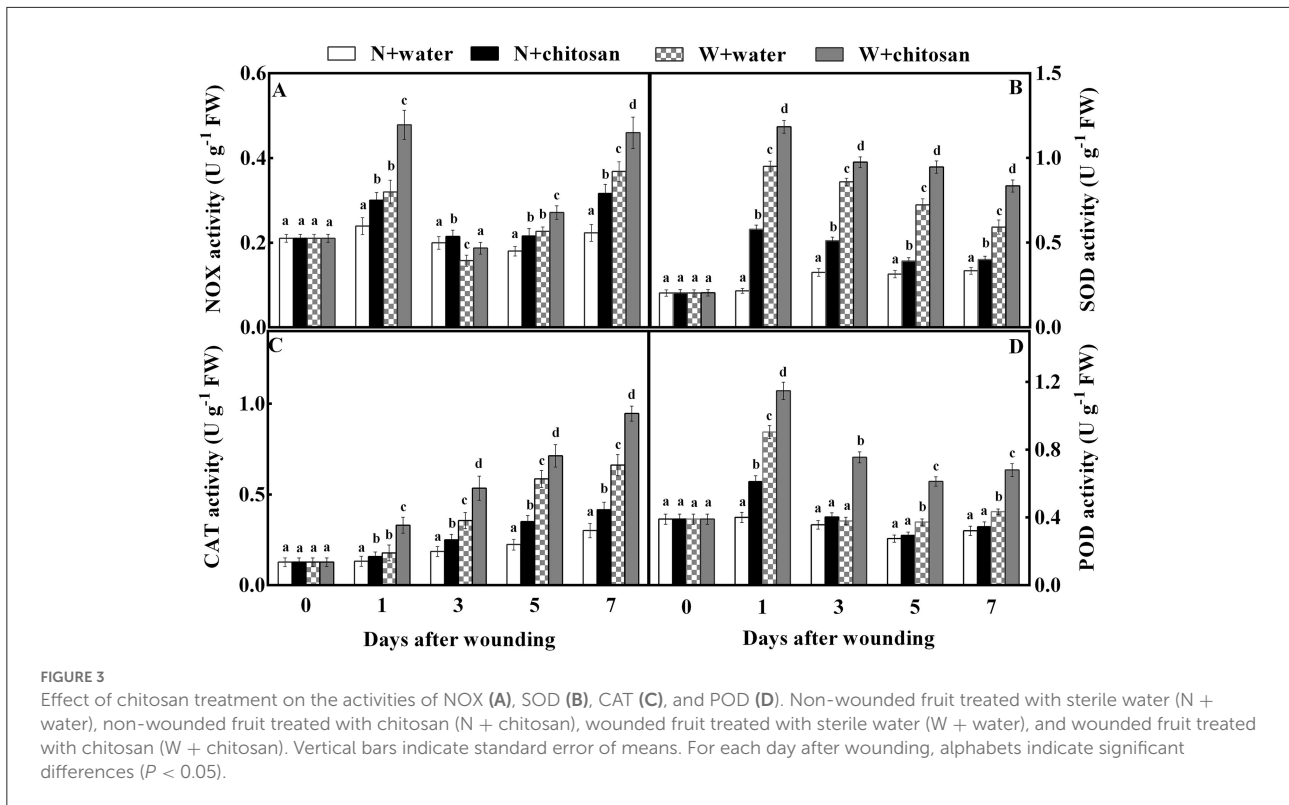 N+water N+chitosan W+water W+chitosan
A
NOX activity (U g⁻¹ FW)
0.6
0.4
0.2
0.0
a a a a
a b b c
a b c a
a b b c
a b c d
B
SOD activity (U g⁻¹ FW)
1.5
1.0
0.5
0.0
a a a a
a b c d
a b c d
a b c d
a b c d
C
CAT activity (U g⁻¹ FW)
1.0
0.5
0.0
a a a a
a b b c
a b c d
a b c d
a b c d
0 1 3 5 7
Days after wounding
D
POD activity (U g⁻¹ FW)
1.2
0.8
0.4
0.0
a a a a
a b c d
a a a b
a a b c
a a b c
0 1 3 5 7
Days after wounding
FIGURE 3
Effect of chitosan treatment on the activities of NOX (A), SOD (B), CAT (C), and POD (D). Non-wounded fruit treated with sterile water (N +
water), non-wounded fruit treated with chitosan (N + chitosan), wounded fruit treated with sterile water (W + water), and wounded fruit treated
with chitosan (W + chitosan). Vertical bars indicate standard error of means. For each day after wounding, alphabets indicate significant
differences (P < 0.05).